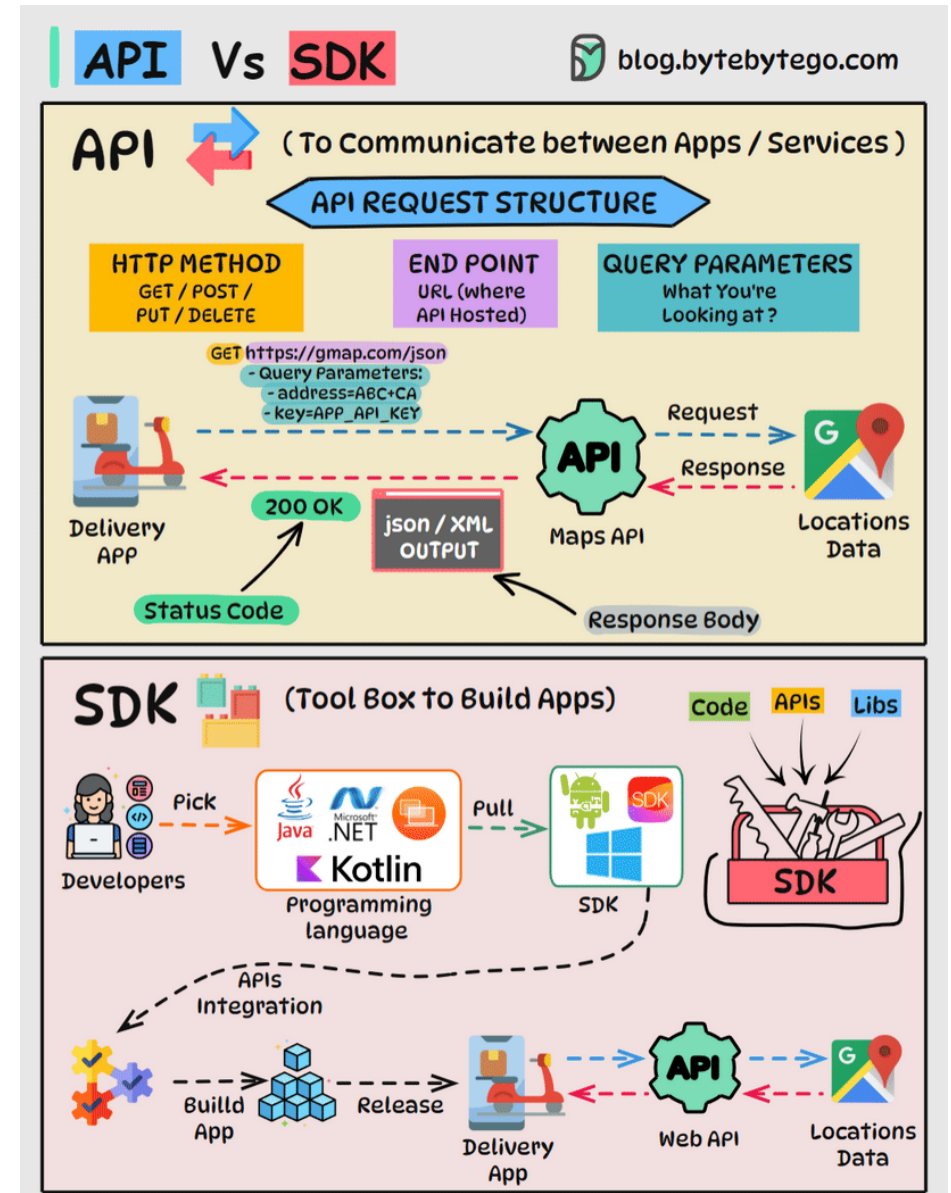 API Vs SDK
blog.bytebytego.com
API
(To Communicate between Apps / Services)
API REQUEST STRUCTURE
HTTP METHOD
GET / POST /
PUT / DELETE
END POINT
URL (where
API Hosted)
QUERY PARAMETERS
What You're
Looking at?
GET https://gmap.com/json
- Query Parameters:
- address=ABC+CA
- key=APP_API_KEY
Delivery
APP
API
Maps API
Request
Response
G
Locations
Data
200 OK
json / XML
OUTPUT
Status Code
Response Body
SDK
(Tool Box to Build Apps)
Code
APIs
Libs
SDK
Developers
Pick
Java
Microsoft®
.NET
Kotlin
Programming
language
Pull
SDK
SDK
APIs
Integration
Builld
App
Release
Delivery
App
API
Web API
G
Locations
Data